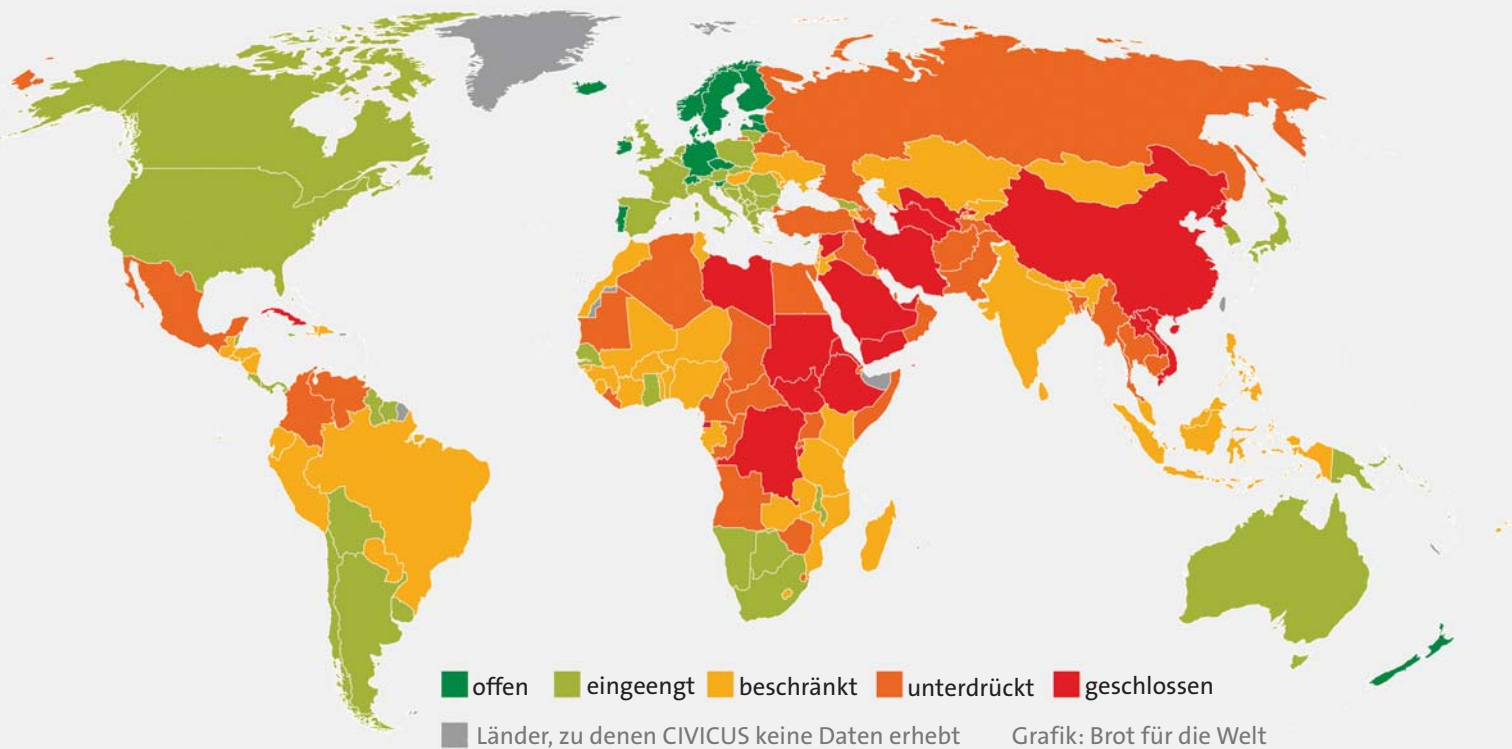 offen eingeengt beschränkt unterdrückt geschlossen
Länder, zu denen CIVICUS keine Daten erhebt Grafik: Brot für die Welt